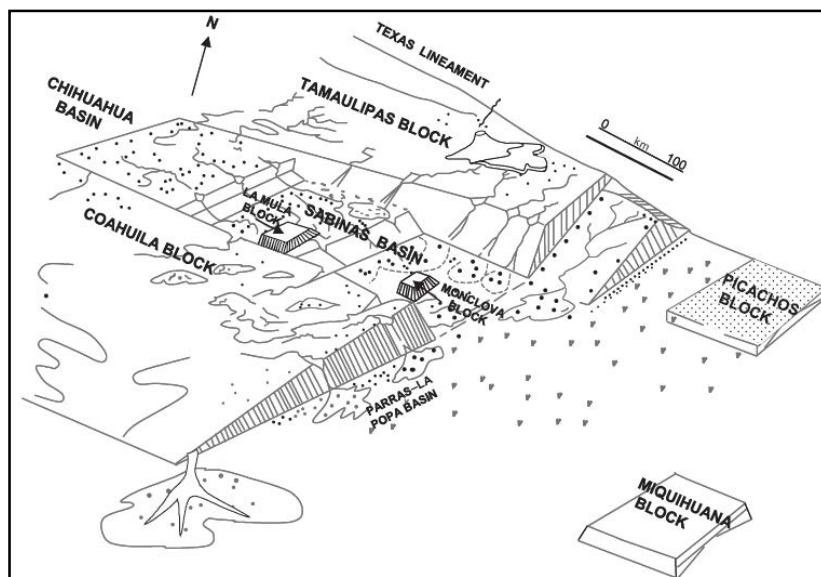 N
TEXAS LINEAMENT
CHIHUAHUA
BASIN
TAMAULIPAS BLOCK
0
km
100
LA MULA
BLOCK
SABINAS BASIN
COAHUILA BLOCK
MONCLOVA
BLOCK
PICACHOS
BLOCK
PARRAS-LA
POPA BASIN
MIQUIHUANA
BLOCK